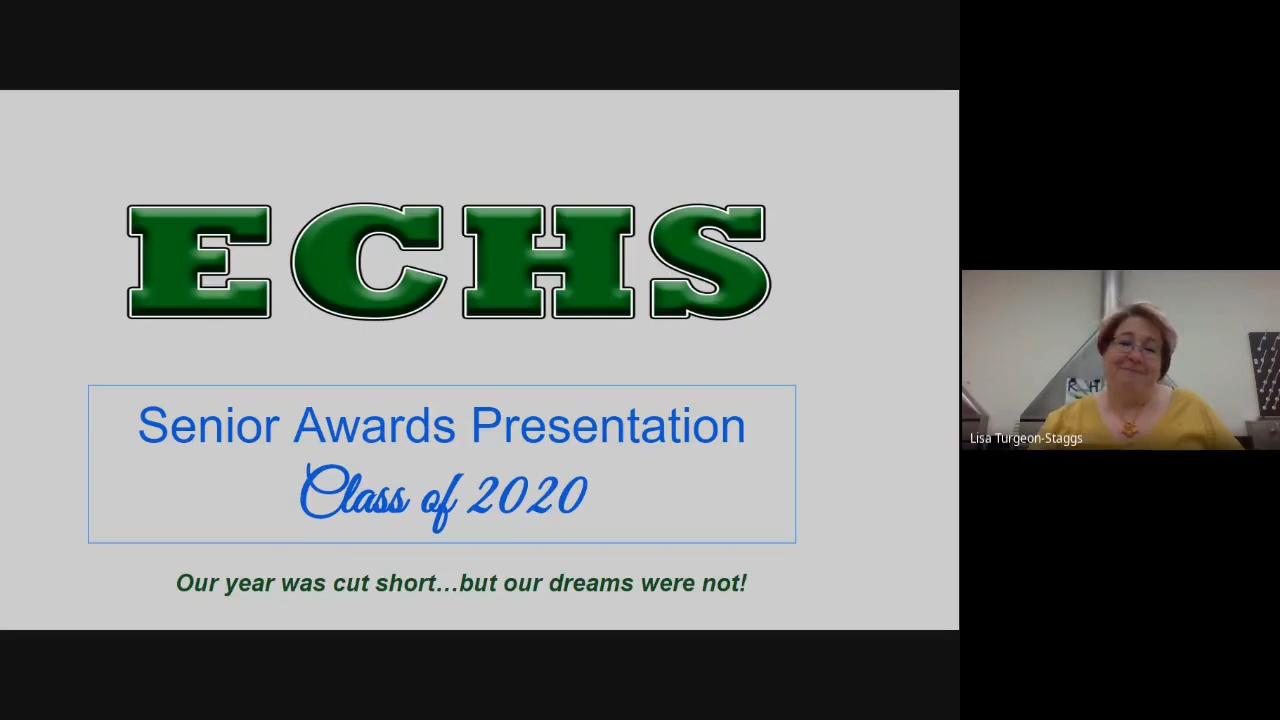 ECHS
Senior Awards Presentation
Class of 2020
Our year was cut short...but our dreams were not!
Lisa Turgeon-Staggs